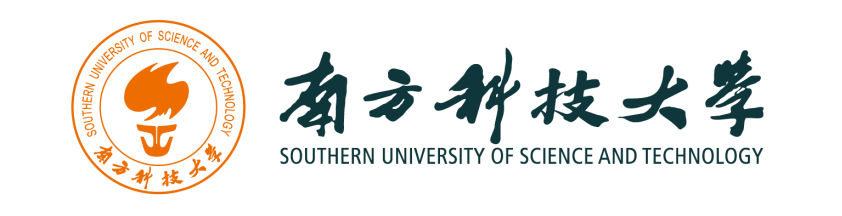 SOUTHERN UNIVERSITY OF SCIENCE AND TECHNOLOGY
南方科技大学
南方科技大學
SOUTHERN UNIVERSITY OF SCIENCE AND TECHNOLOGY